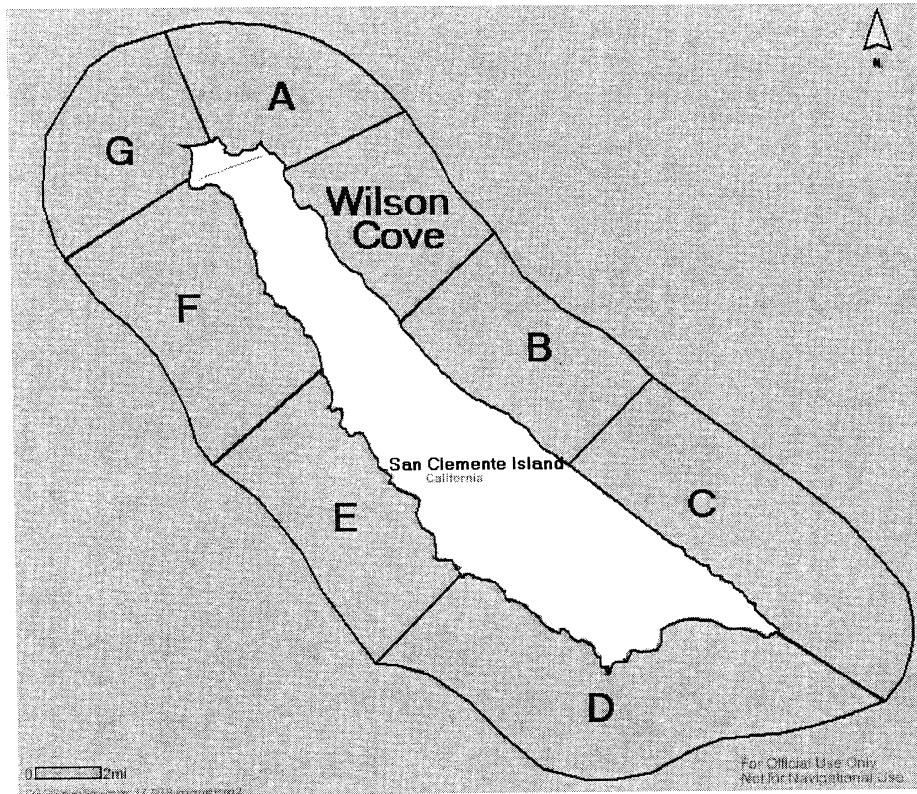 N
A
G
Wilson
Cove
F
B
San Clemente Island
California
C
E
D
0 2mi
For Official Use Only
Not for Navigational Use